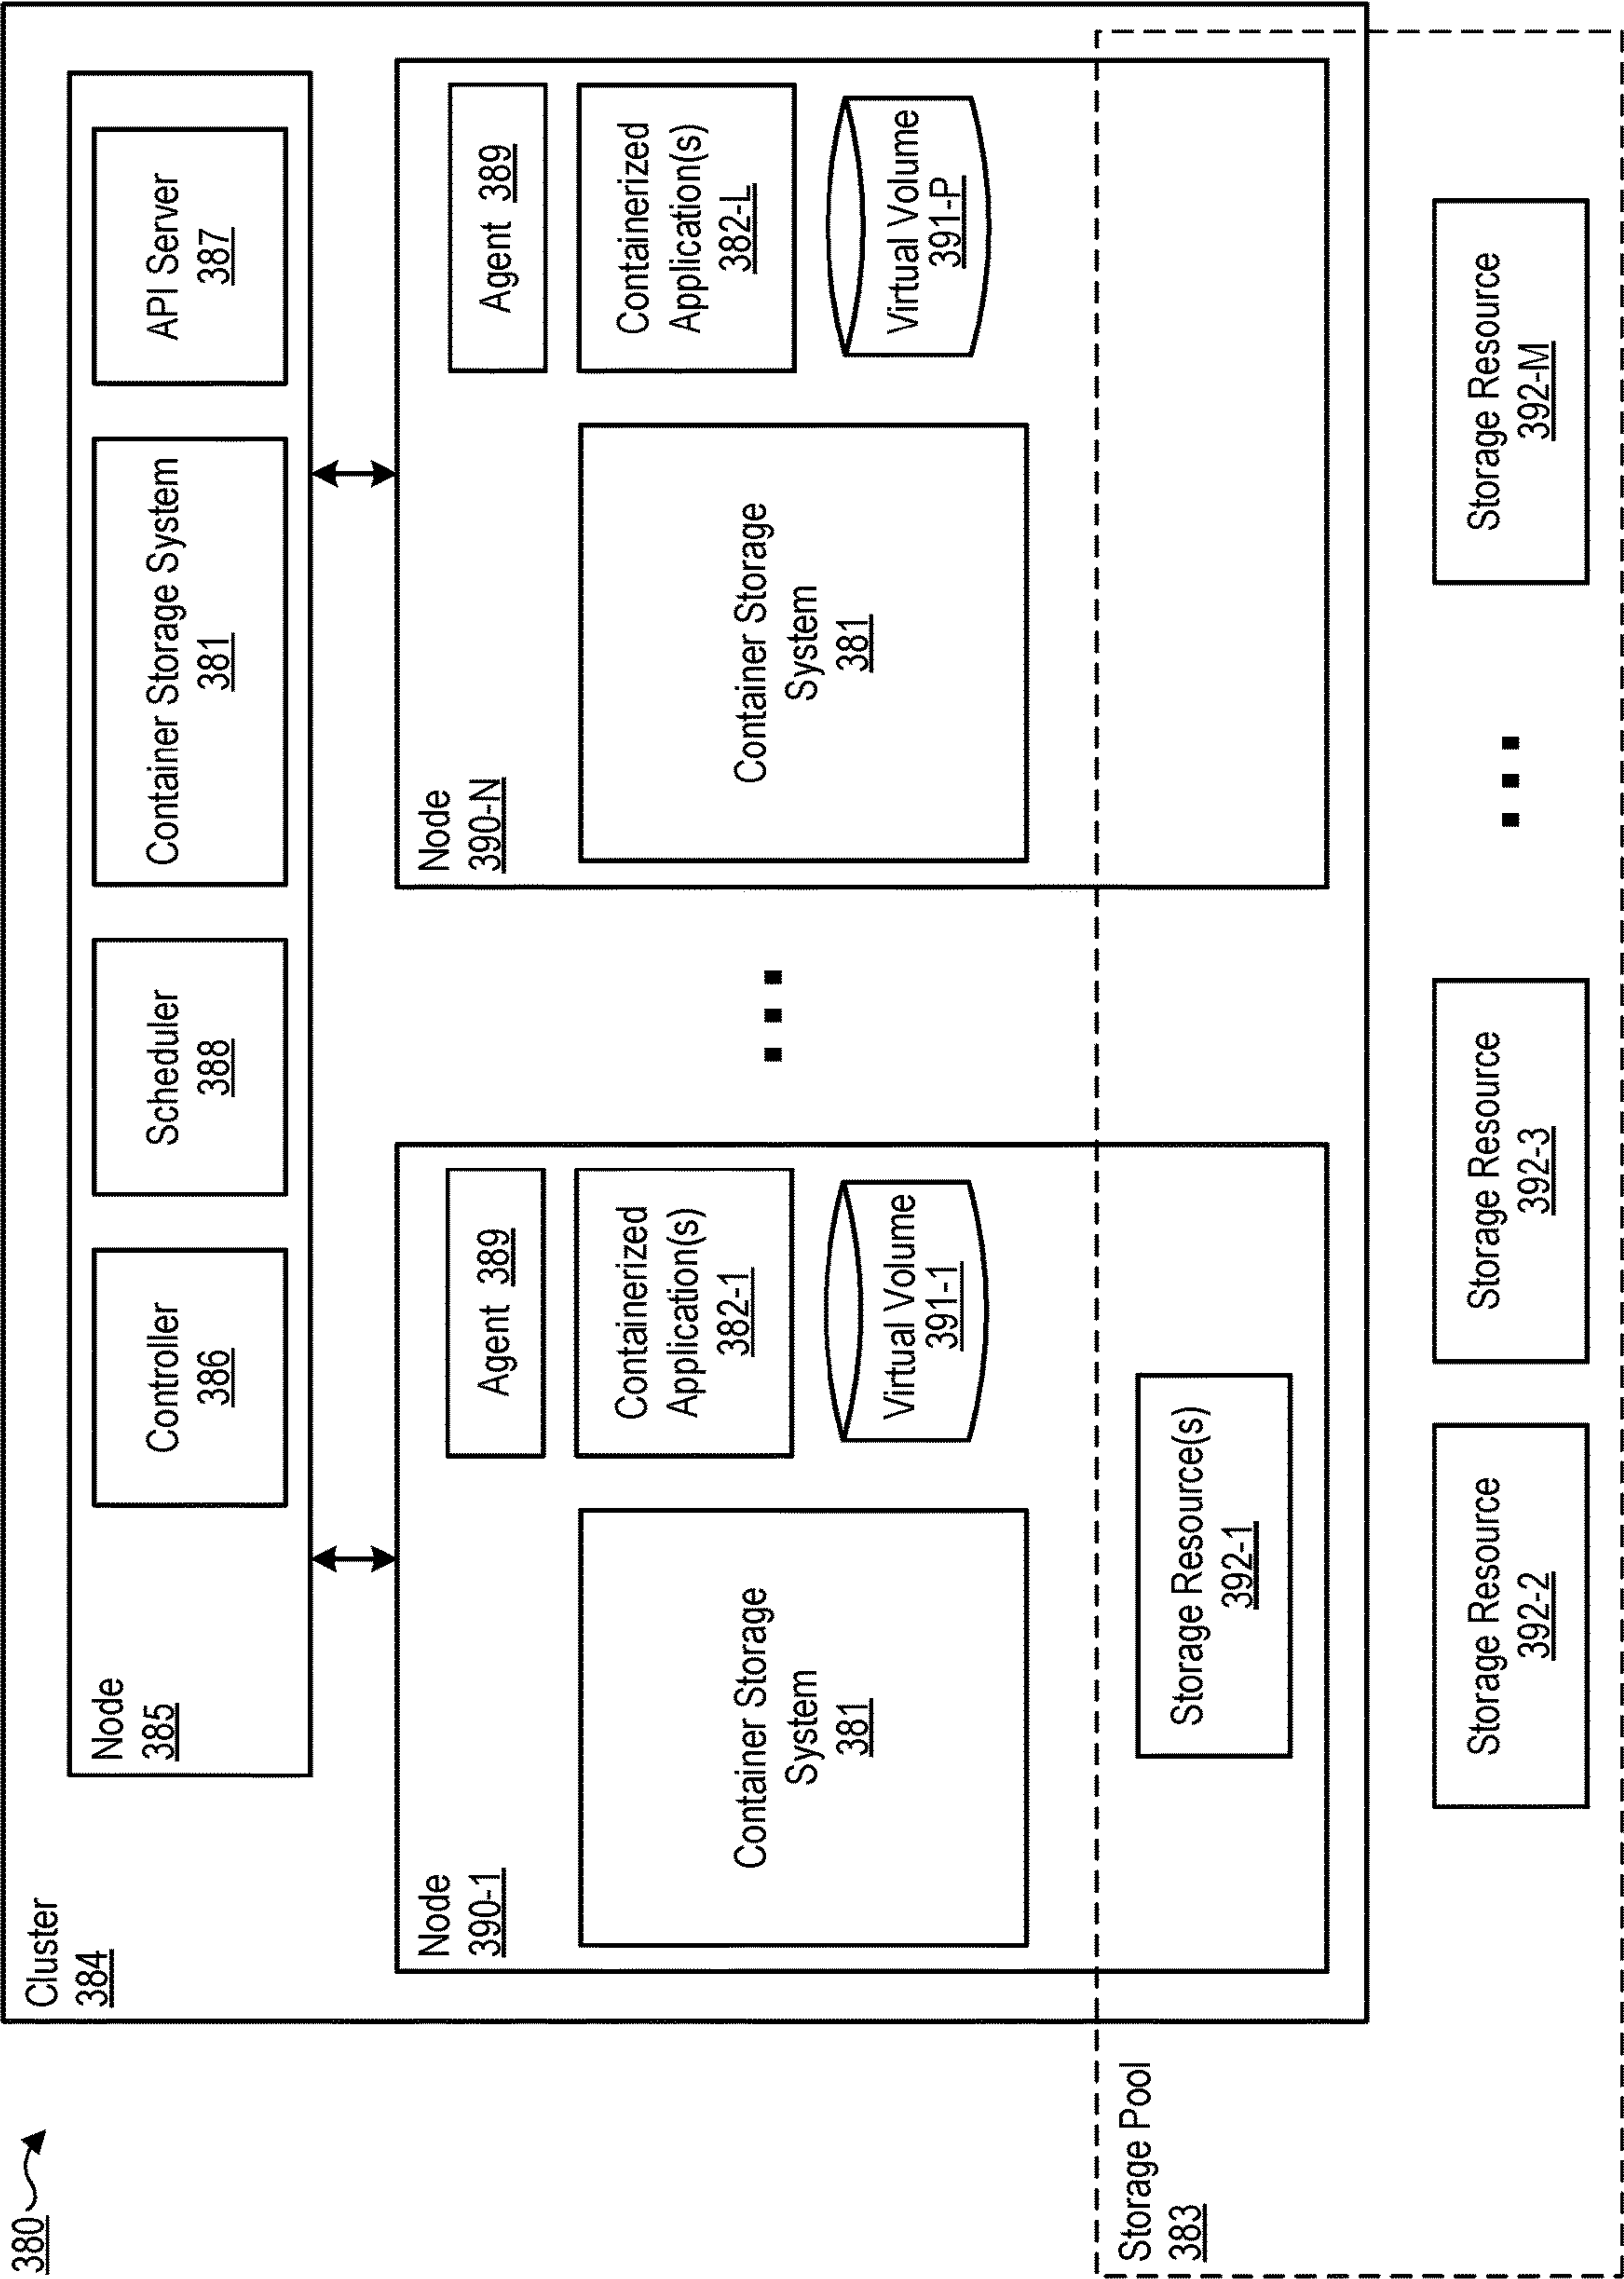 380
Cluster
384
Node
385
Controller
386
Scheduler
388
Container Storage System
381
API Server
387
Node
390-1
Agent 389
Containerized
Application(s)
382-1
Container Storage
System
381
Virtual Volume
391-1
Storage Resource(s)
392-1
Node
390-N
Agent 389
Containerized
Application(s)
382-L
Container Storage
System
381
Virtual Volume
391-P
Storage Pool
383
Storage Resource
392-2
Storage Resource
392-3
Storage Resource
392-M